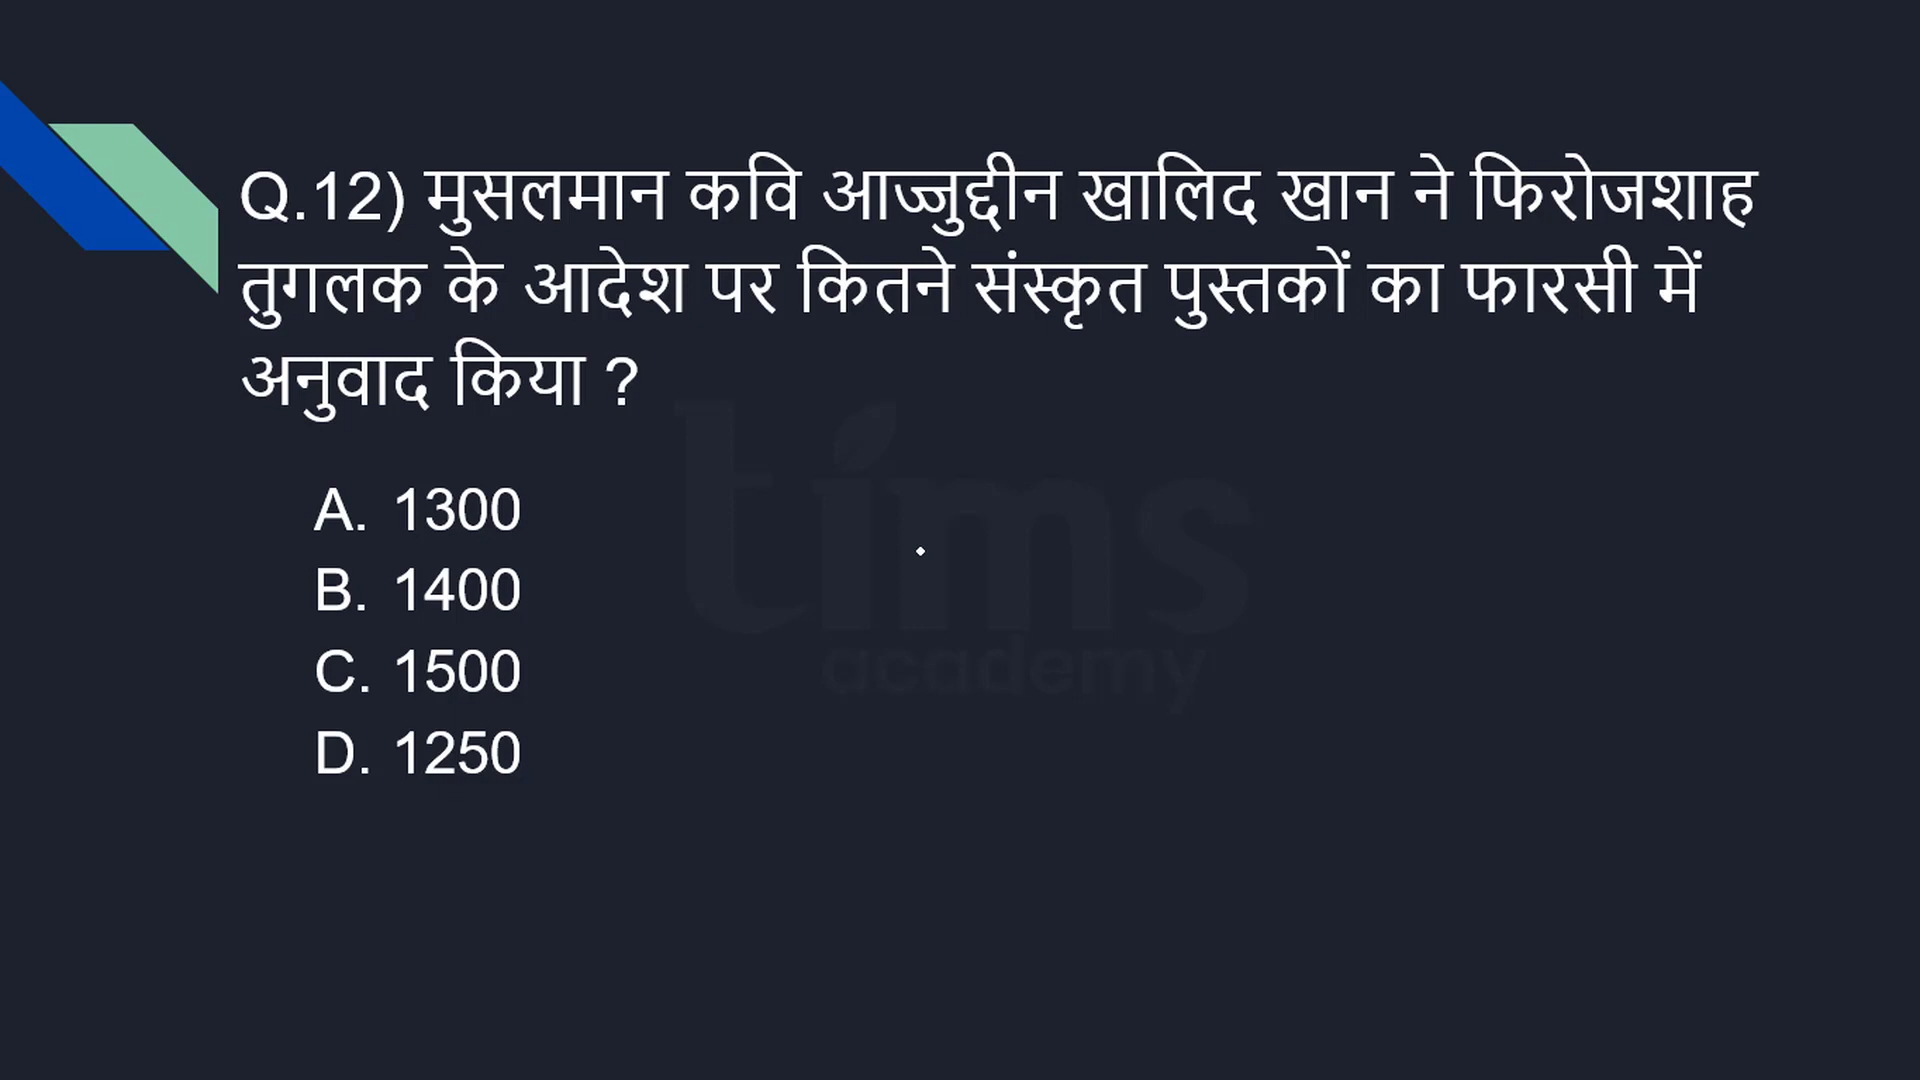 Q.12) मुसलमान कवि आज्जुद्दीन खालिद खान ने फिरोजशाह
तुगलक के आदेश पर कितने संस्कृत पुस्तकों का फारसी में
अनुवाद किया ?
tims
academy
A. 1300
B. 1400
C. 1500
D. 1250